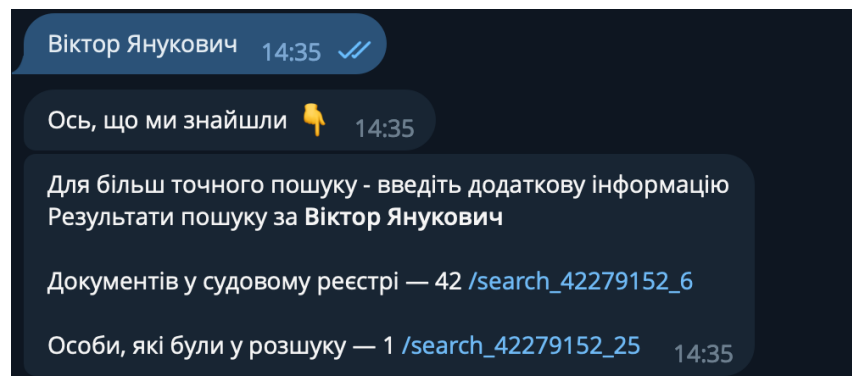 Віктор Янукович 14:35
Ось, що ми знайшли 👇 14:35
Для більш точного пошуку - введіть додаткову інформацію
Результати пошуку за Віктор Янукович
Документів у судовому реєстрі — 42 /search_42279152_6
Особи, які були у розшуку — 1 /search_42279152_25 14:35